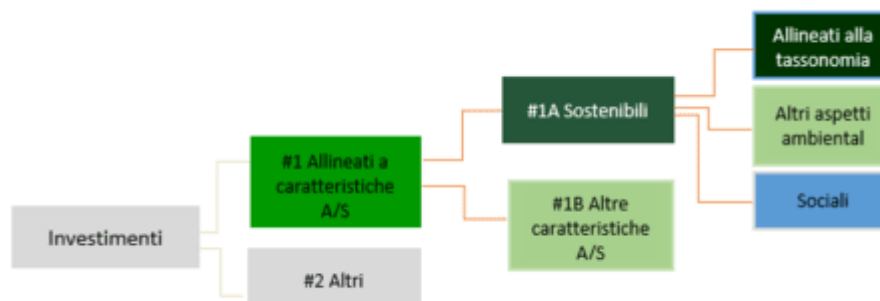 Investimenti
#1 Allineati a
caratteristiche
A/S
#2 Altri
#1A Sostenibili
#1B Altre
caratteristiche
A/S
Allineati alla
tassonomia
Altri aspetti
ambiental
Sociali